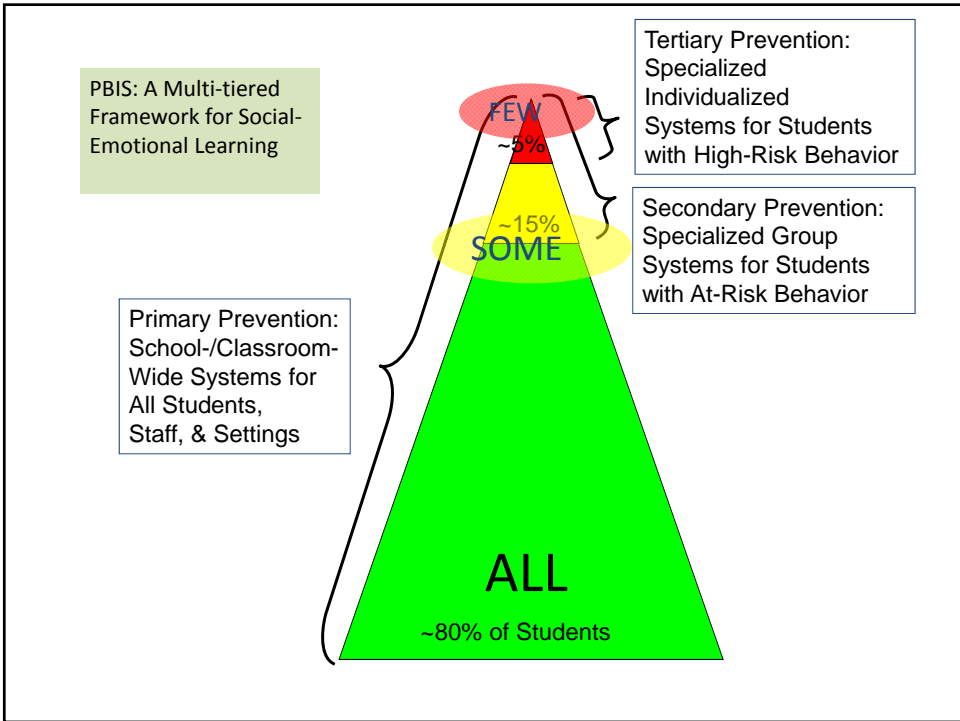 PBIS: A Multi-tiered
Framework for Social-
Emotional Learning
Tertiary Prevention:
Specialized
Individualized
Systems for Students
with High-Risk Behavior
FEW
~5%
Secondary Prevention:
Specialized Group
Systems for Students
with At-Risk Behavior
~15%
SOME
Primary Prevention:
School-/Classroom-
Wide Systems for
All Students,
Staff, & Settings
ALL
~80% of Students